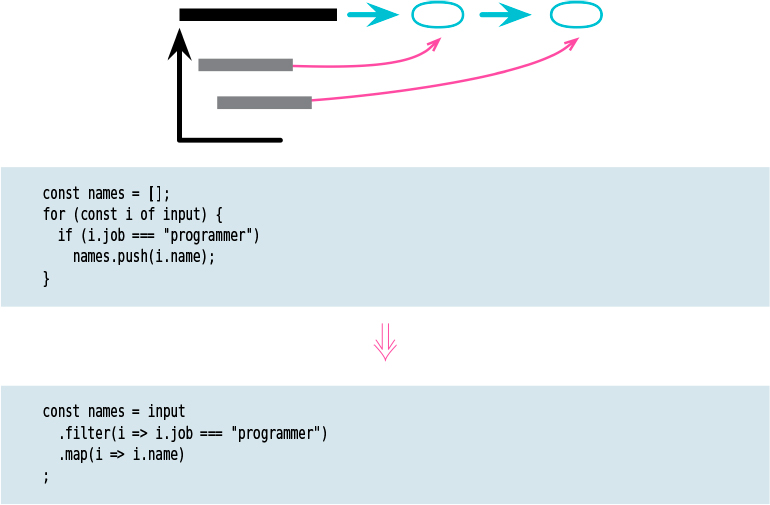 const names = [];
for (const i of input) {
  if (i.job === "programmer")
    names.push(i.name);
}
const names = input
  .filter(i => i.job === "programmer")
  .map(i => i.name)
;